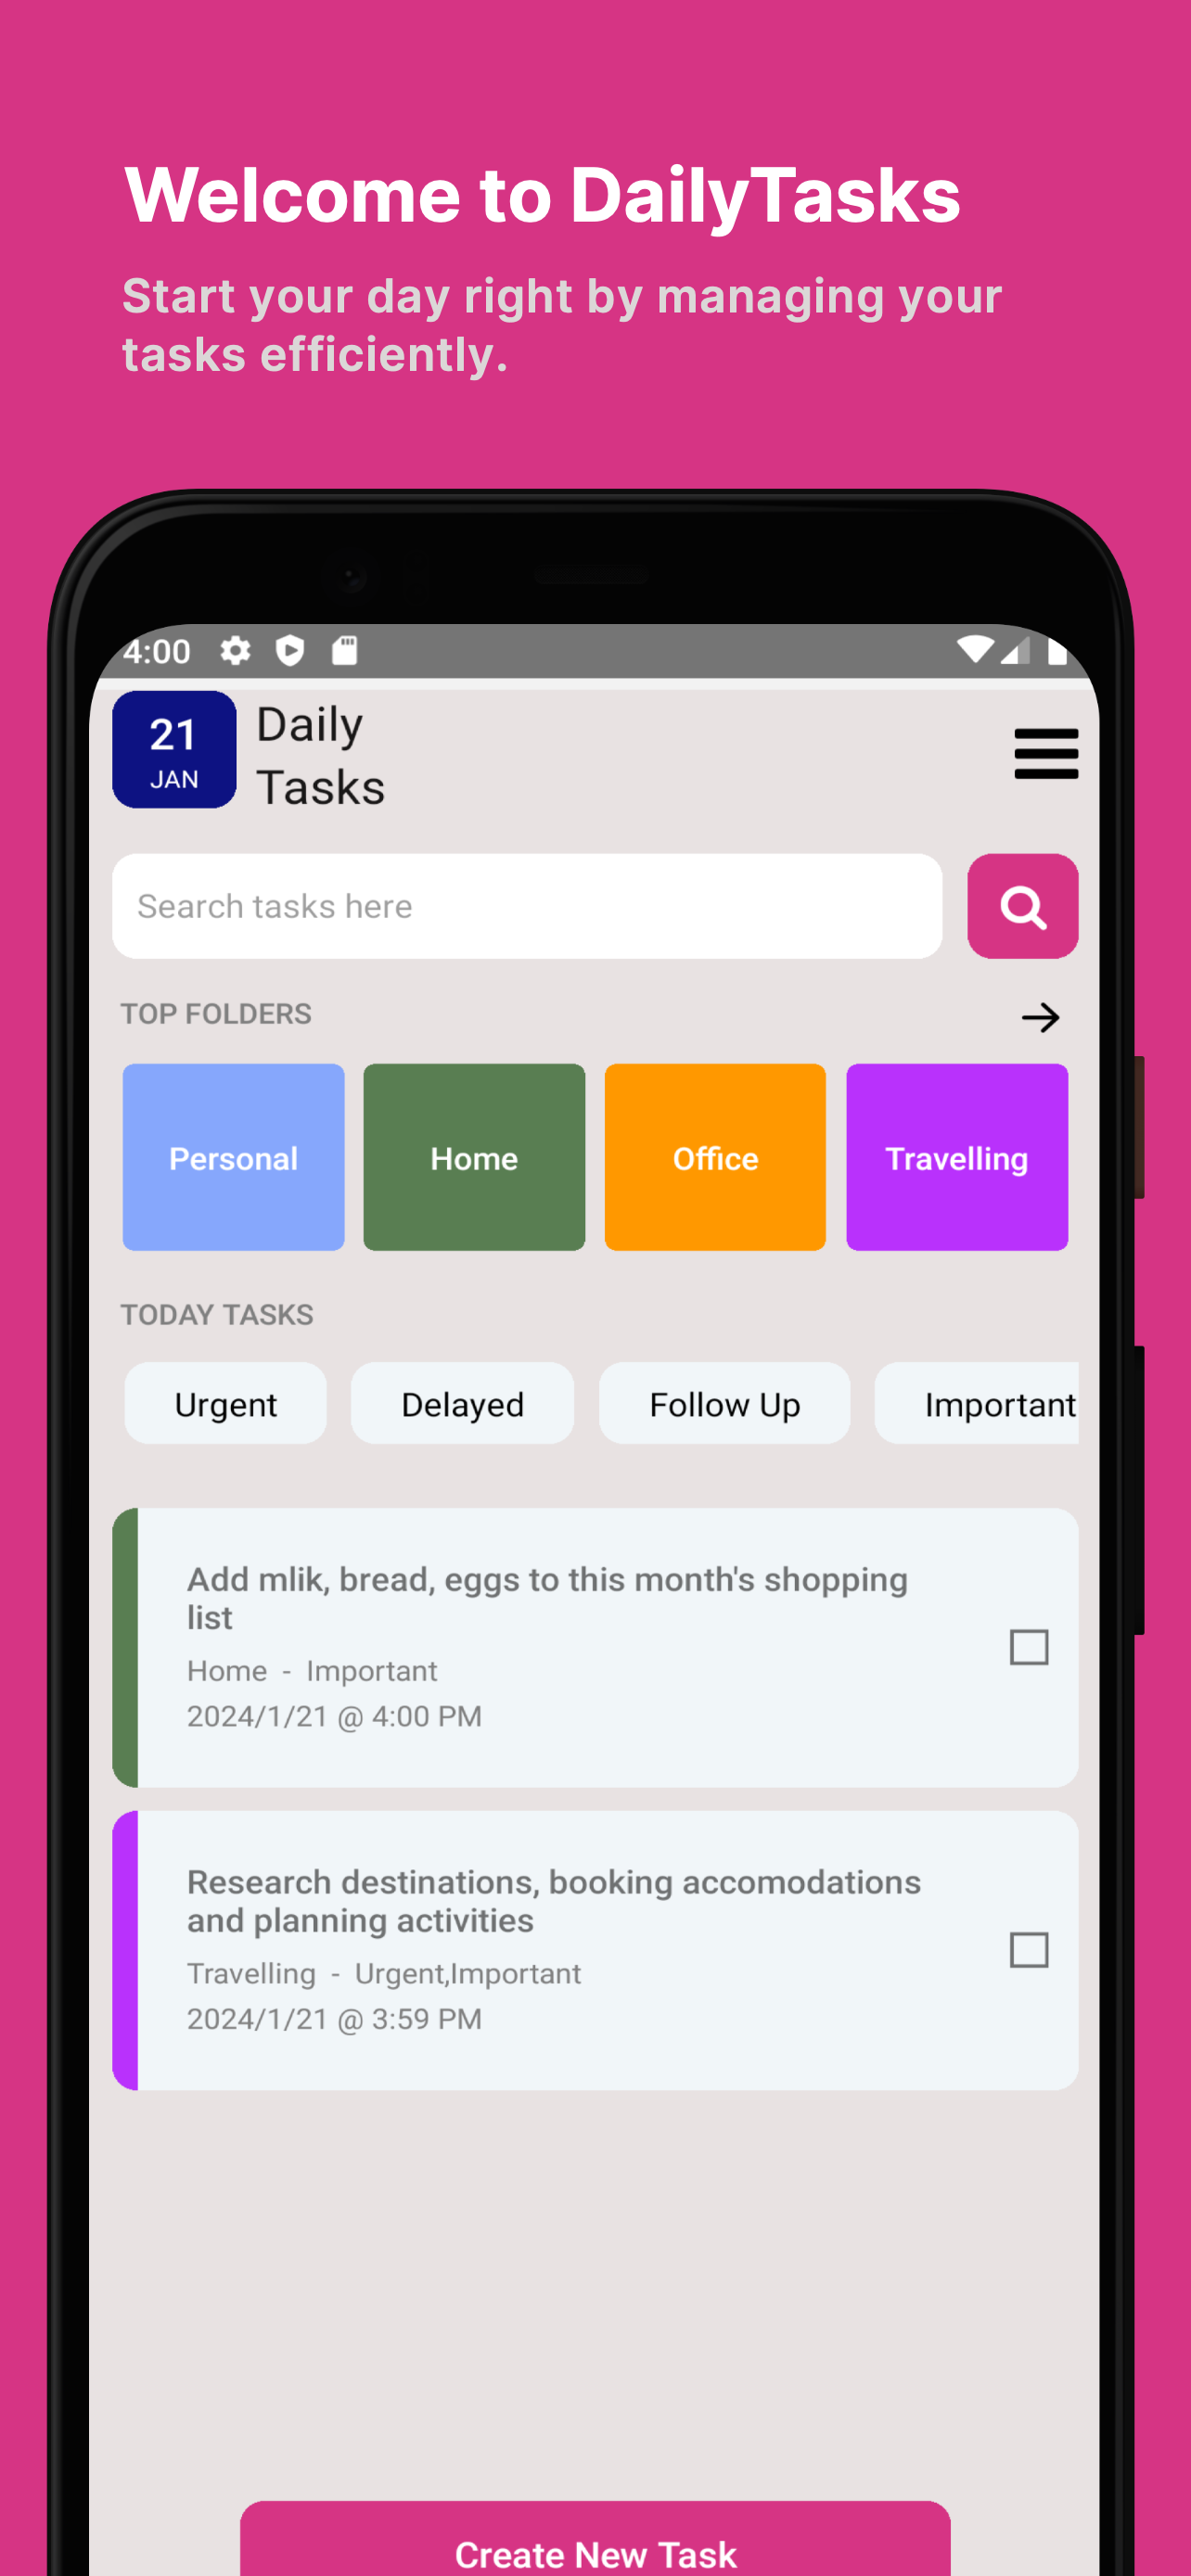 Welcome to DailyTasks
Start your day right by managing your
tasks efficiently.
4:00
21
JAN
Daily
Tasks
Search tasks here
TOP FOLDERS
Personal
Home
Office
Travelling
TODAY TASKS
Urgent
Delayed
Follow Up
Important
Add mlik, bread, eggs to this month's shopping
list
Home - Important
2024/1/21 @ 4:00 PM
Research destinations, booking accomodations
and planning activities
Travelling - Urgent,Important
2024/1/21 @ 3:59 PM
Create New Task